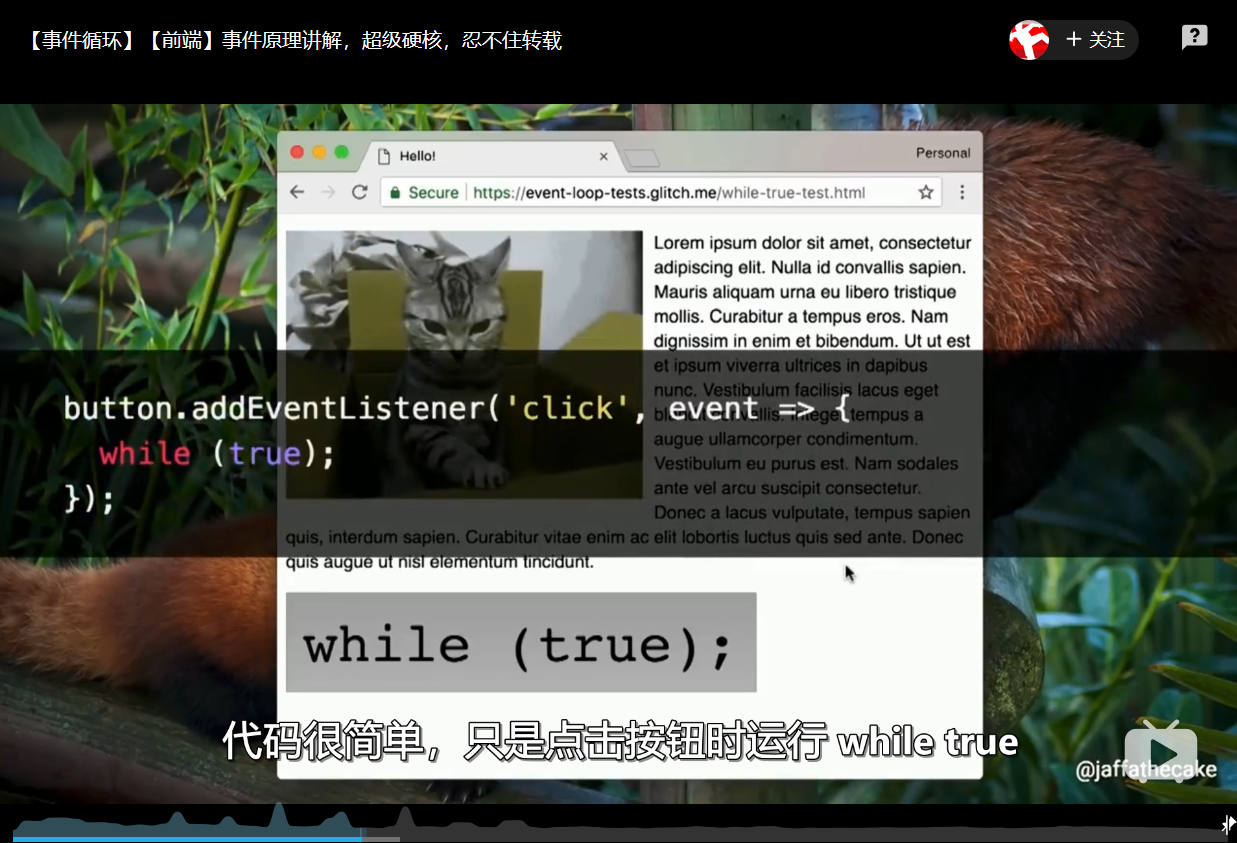 【事件循环】【前端】事件原理讲解，超级硬核，忍不住转载
+ 关注
?
Hello!
Personal
Secure
https://event-loop-tests.glitch.me/while-true-test.html
Lorem ipsum dolor sit amet, consectetur
adipiscing elit. Nulla id convallis sapien.
Mauris aliquam urna eu libero tristique
mollis. Curabitur a tempus eros. Nam
dignissim in enim et bibendum. Ut ut est
et ipsum viverra ultrices in dapibus
nunc. Vestibulum facilisis lacus eget
convallis. Integer tempus a
augue ullamcorper condimentum.
Vestibulum eu purus est. Nam sodales
ante vel arcu suscipit consectetur.
Donec a lacus vulputate, tempus sapien
quis, interdum sapien. Curabitur vitae enim ac elit lobortis luctus quis sed ante. Donec
quis augue ut nisl elementum tincidunt.
button.addEventListener('click', event => {
while (true);
});
while (true);
代码很简单，只是点击按钮时运行 while true
@jaffathecake